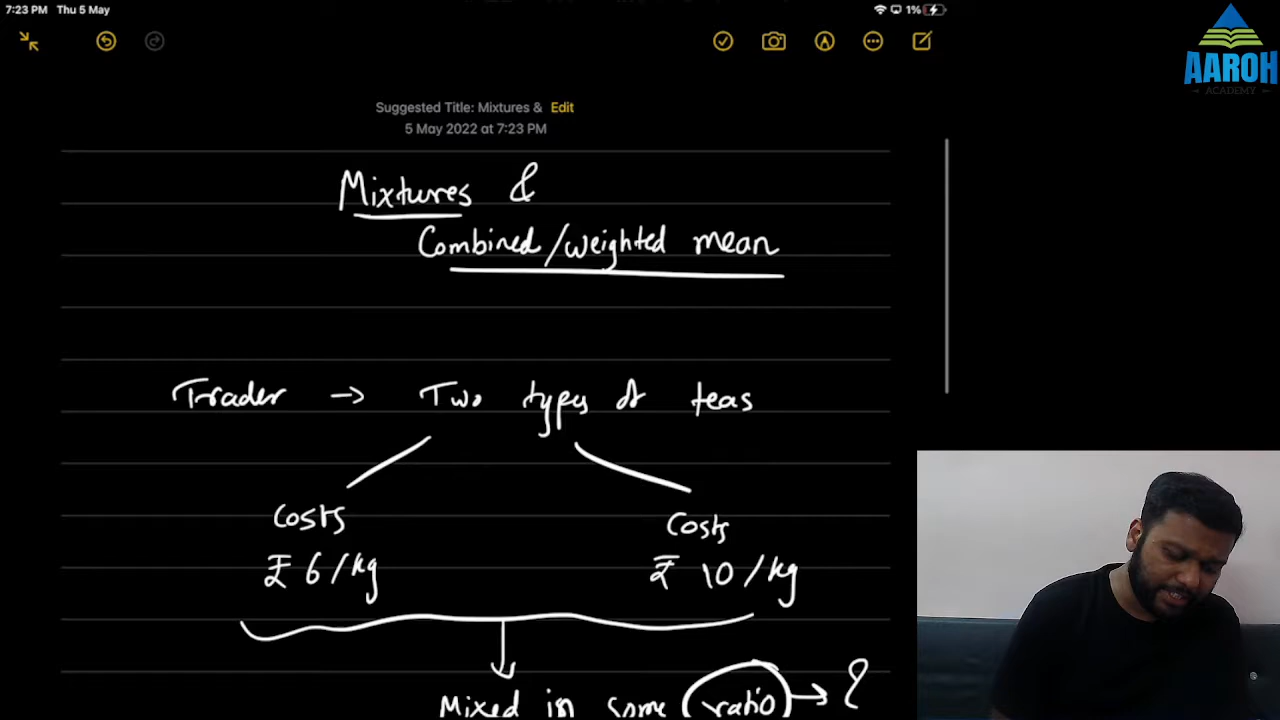 7:23 PM Thu 5 May
1%
AAROH
ACADEMY
Suggested Title: Mixtures & Edit
5 May 2022 at 7:23 PM
Mixtures &
Combined/weighted mean
Trader → Two types of teas
Costs Costs
₹ 6/kg ₹ 10/kg
Mixed in some ratio →